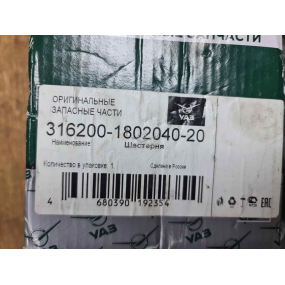 ЗАПЧАСТИ
ОРИГИНАЛЬНЫЕ
ЗАПАСНЫЕ ЧАСТИ
УАЗ
316200-1802040-20
Наименование Шестерня
Количество в упаковке: 1 Сделано в России
4 680390 192354
УАЗ
EAC